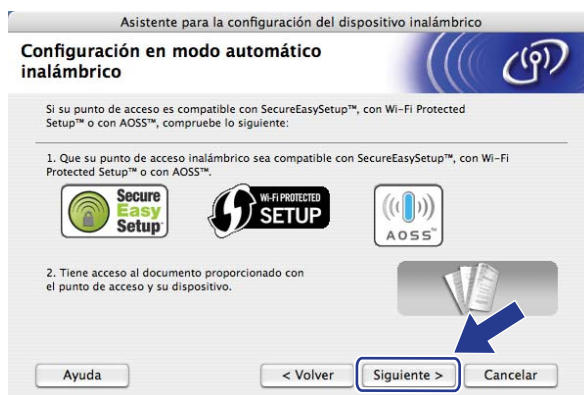 Asistente para la configuración del dispositivo inalámbrico
Configuración en modo automático
inalámbrico
Si su punto de acceso es compatible con SecureEasySetup™, con Wi-Fi Protected
Setup™ o con AOSS™, compruebe lo siguiente:
1. Que su punto de acceso inalámbrico sea compatible con SecureEasySetup™, con Wi-Fi
Protected Setup™ o con AOSS™.
Secure
Easy
Setup
Wi-Fi PROTECTED
SETUP
AOSS™
2. Tiene acceso al documento proporcionado con
el punto de acceso y su dispositivo.
Ayuda
< Volver
Siguiente >
Cancelar